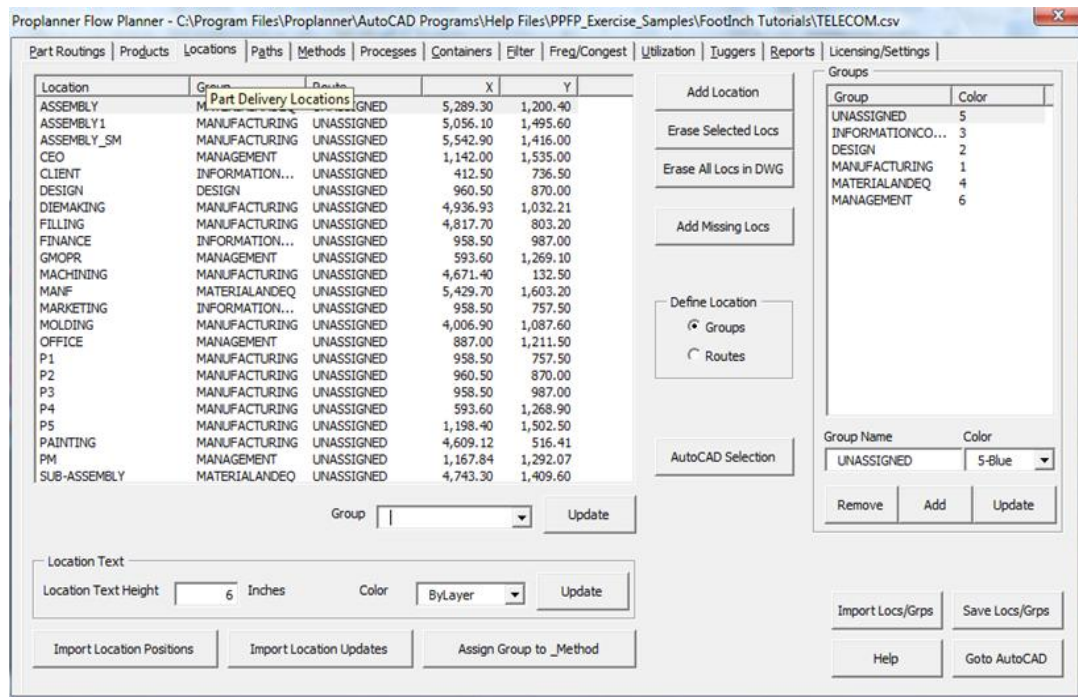 Proplanner Flow Planner - C:\Program Files\Proplanner\AutoCAD Programs\Help Files\PPFP_Exercise_Samples\FootInch Tutorials\TELECOM.csv
Part Routings | Products | Locations | Paths | Methods | Processes | Containers | Filter | Freg/Congest | Utilization | Tuggers | Reports | Licensing/Settings
Location X Y
Part Delivery Locations
ASSEMBLY 5,289.30 1,200.40
ASSEMBLY1 MANUFACTURING UNASSIGNED 5,056.10 1,495.60
ASSEMBLY_SM MANUFACTURING UNASSIGNED 5,542.90 1,416.00
CEO MANAGEMENT UNASSIGNED 1,142.00 1,535.00
CLIENT INFORMATION... UNASSIGNED 412.50 736.50
DESIGN DESIGN UNASSIGNED 960.50 870.00
DIEMAKING MANUFACTURING UNASSIGNED 4,936.93 1,032.21
FILLING MANUFACTURING UNASSIGNED 4,817.70 803.20
FINANCE INFORMATION... UNASSIGNED 958.50 987.00
GMOPR MANAGEMENT UNASSIGNED 593.60 1,269.10
MACHINING MANUFACTURING UNASSIGNED 4,671.40 132.50
MANF MATERIALANDEQ UNASSIGNED 5,429.70 1,603.20
MARKETING INFORMATION... UNASSIGNED 958.50 757.50
MOLDING MANUFACTURING UNASSIGNED 4,006.90 1,087.60
OFFICE MANAGEMENT UNASSIGNED 887.00 1,211.50
P1 MANUFACTURING UNASSIGNED 958.50 757.50
P2 MANUFACTURING UNASSIGNED 960.50 870.00
P3 MANUFACTURING UNASSIGNED 958.50 987.00
P4 MANUFACTURING UNASSIGNED 593.60 1,268.90
P5 MANUFACTURING UNASSIGNED 1,198.40 1,502.50
PAINTING MANUFACTURING UNASSIGNED 4,609.12 516.41
PM MANAGEMENT UNASSIGNED 1,167.84 1,292.07
SUB-ASSEMBLY MATERIALANDEQ UNASSIGNED 4,743.30 1,409.60
Group Update
Location Text
Location Text Height 6 Inches Color ByLayer Update
Import Location Positions Import Location Updates Assign Group to _Method
Add Location
Erase Selected Locs
Erase All Locs in DWG
Add Missing Locs
Define Location
Groups
Routes
AutoCAD Selection
Groups
Group Color
UNASSIGNED 5
INFORMATIONCO... 3
DESIGN 2
MANUFACTURING 1
MATERIALANDEQ 4
MANAGEMENT 6
Group Name Color
UNASSIGNED 5-Blue
Remove Add Update
Import Locs/Grps Save Locs/Grps
Help Goto AutoCAD